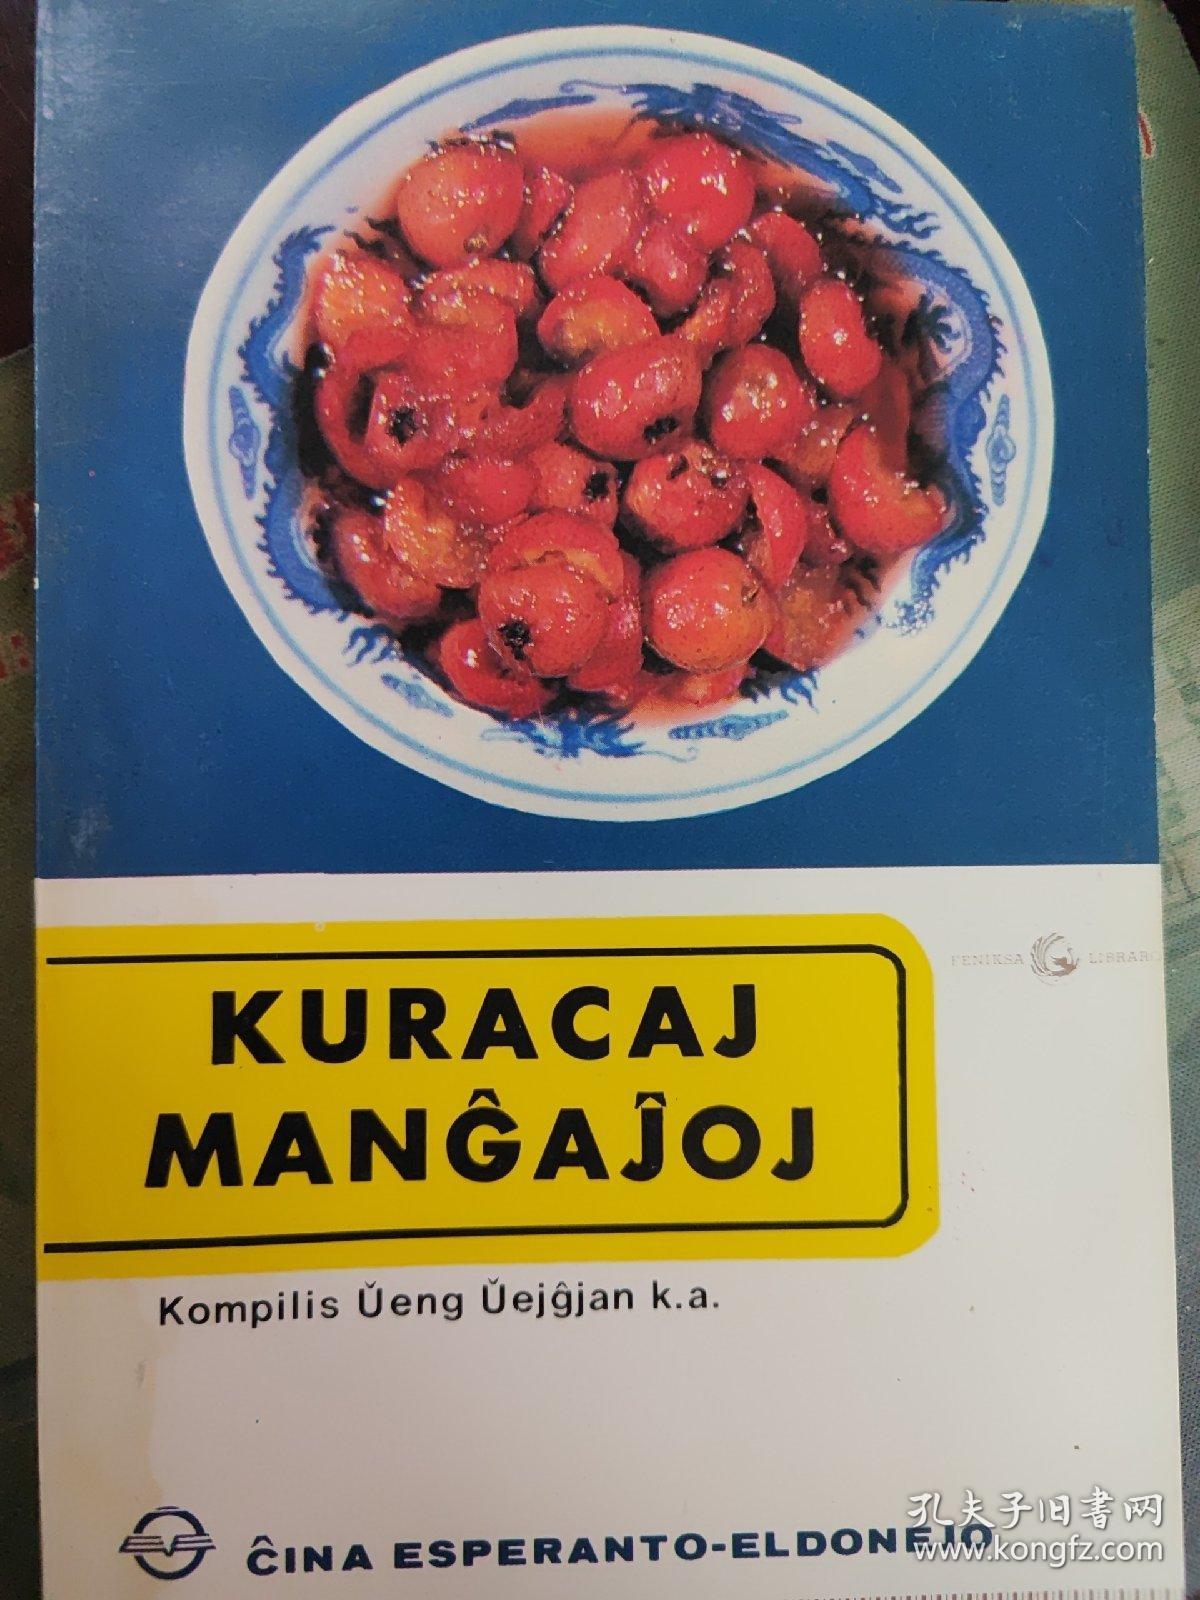 FENIKSA LIBRARO
KURACAJ
MANĜAĴOJ
Kompilis Ŭeng Ŭejĝjan k.a.
ĈINA ESPERANTO-ELDONEJO
孔夫子旧书网
www.kongfz.com